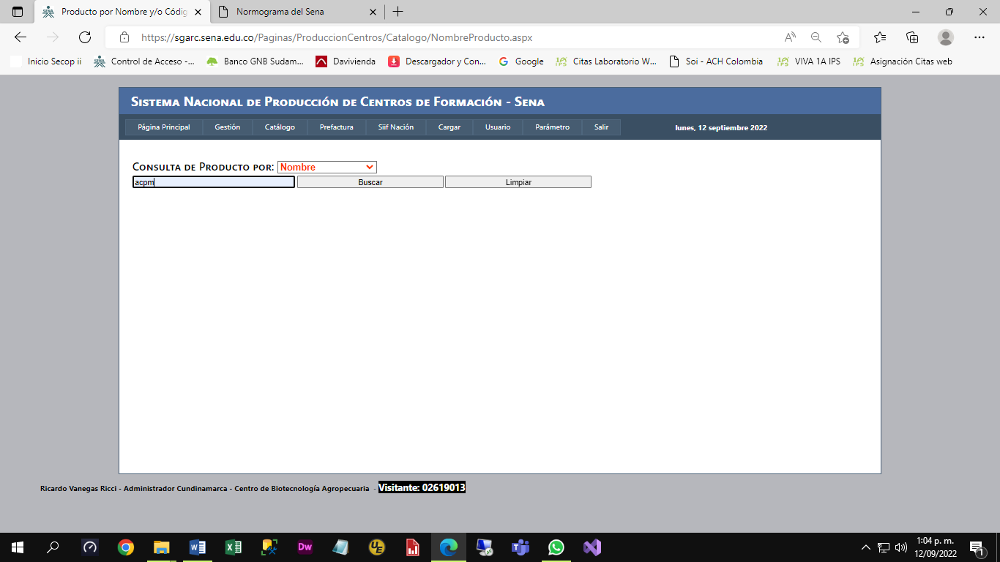 Producto por Nombre y/o Códig
Normograma del Sena
https://sgarc.sena.edu.co/Paginas/ProduccionCentros/Catalogo/NombreProducto.aspx
Inicio Secop ii
Control de Acceso -...
Banco GNB Sudam...
Davivienda
Descargador y Con...
Google
Citas Laboratorio W...
Soi - ACH Colombia
VIVA 1A IPS
Asignación Citas web
Sistema Nacional de Producción de Centros de Formación - Sena
Página Principal
Gestión
Catálogo
Prefactura
Siif Nación
Cargar
Usuario
Parámetro
Salir
lunes, 12 septiembre 2022
Consulta de Producto por: Nombre
acpm
Buscar
Limpiar
Ricardo Vanegas Ricci - Administrador Cundinamarca - Centro de Biotecnología Agropecuaria - Visitante: 02619013
Dw
UE
1:04 p. m.
12/09/2022
1